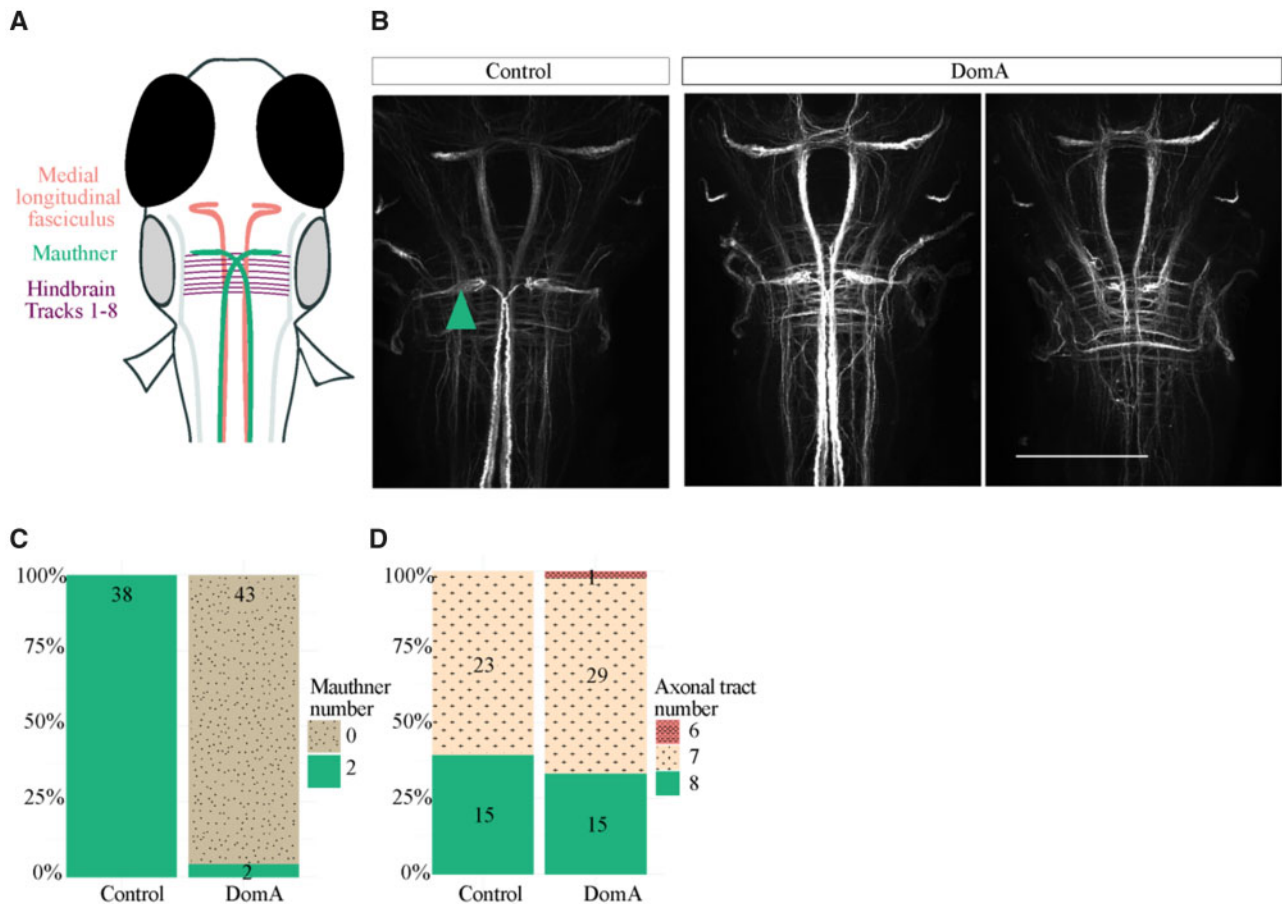 A
Medial
longitudinal
fasciculus
Mauthner
Hindbrain
Tracks 1-8
B
Control
DomA
C
100%
75%
50%
25%
0%
38
43
2
Control
DomA
Mauthner
number
0
2
D
100%
75%
50%
25%
0%
23
15
1
29
15
Control
DomA
Axonal tract
number
6
7
8